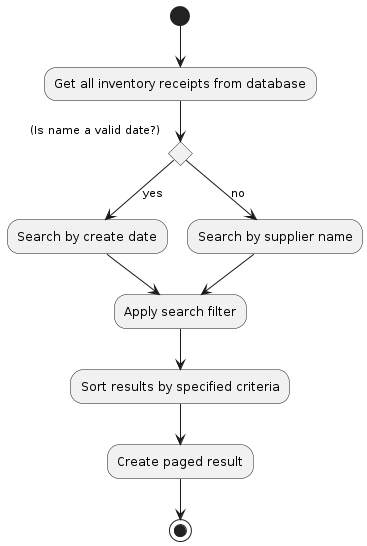 Get all inventory receipts from database
(Is name a valid date?)
yes
no
Search by create date
Search by supplier name
Apply search filter
Sort results by specified criteria
Create paged result